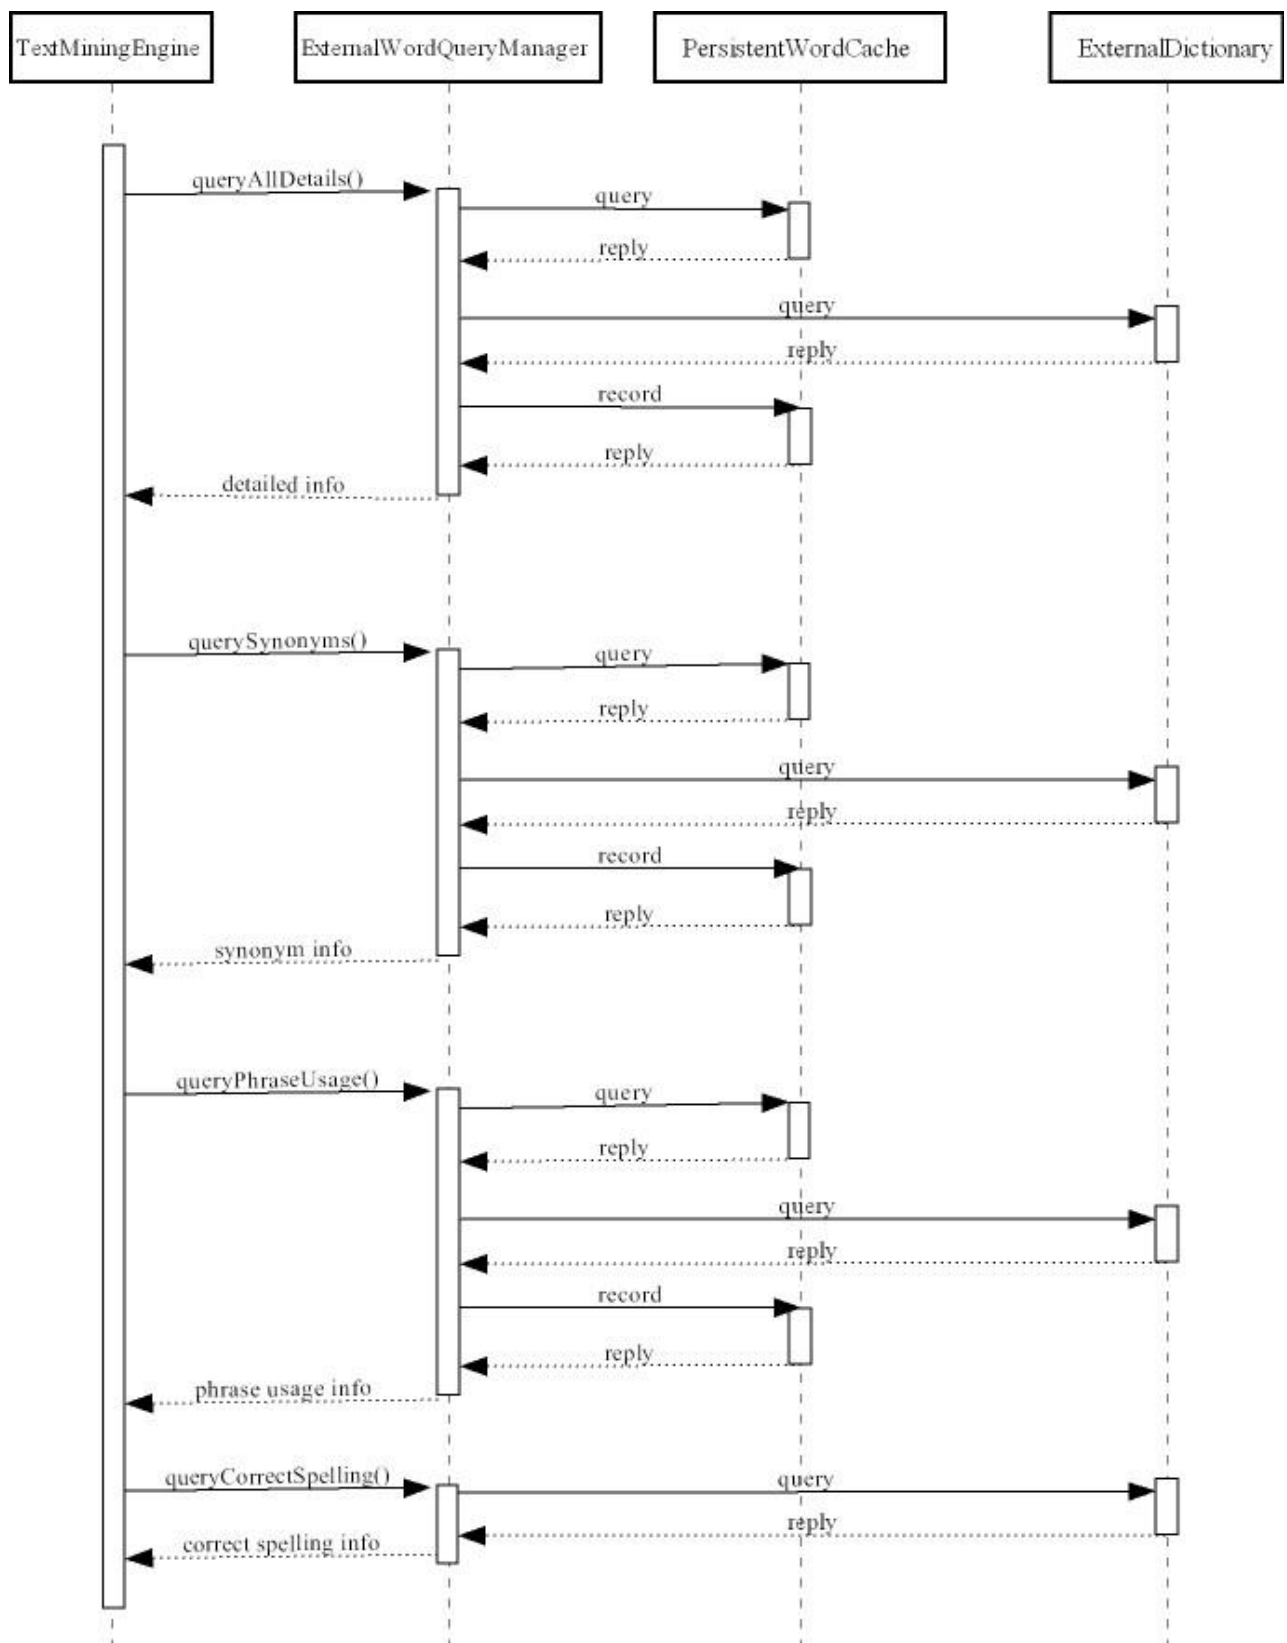 TextMiningEngine
ExternalWordQueryManager
PersistentWordCache
ExternalDictionary
queryAllDetails()
query
reply
query
reply
record
reply
detailed info
querySynonyms()
query
reply
query
reply
record
reply
synonym info
queryPhraseUsage()
query
reply
query
reply
record
reply
phrase usage info
queryCorrectSpelling()
query
reply
correct spelling info